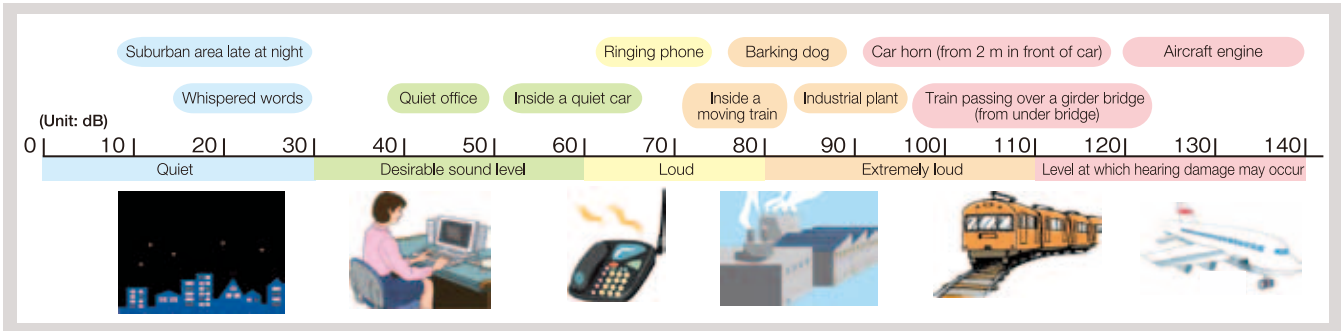 Suburban area late at night
Ringing phone
Barking dog
Car horn (from 2 m in front of car)
Aircraft engine
Whispered words
Quiet office
Inside a quiet car
Inside a
moving train
Industrial plant
Train passing over a girder bridge
(from under bridge)
(Unit: dB)
0 10 20 30 40 50 60 70 80 90 100 110 120 130 140
Quiet
Desirable sound level
Loud
Extremely loud
Level at which hearing damage may occur